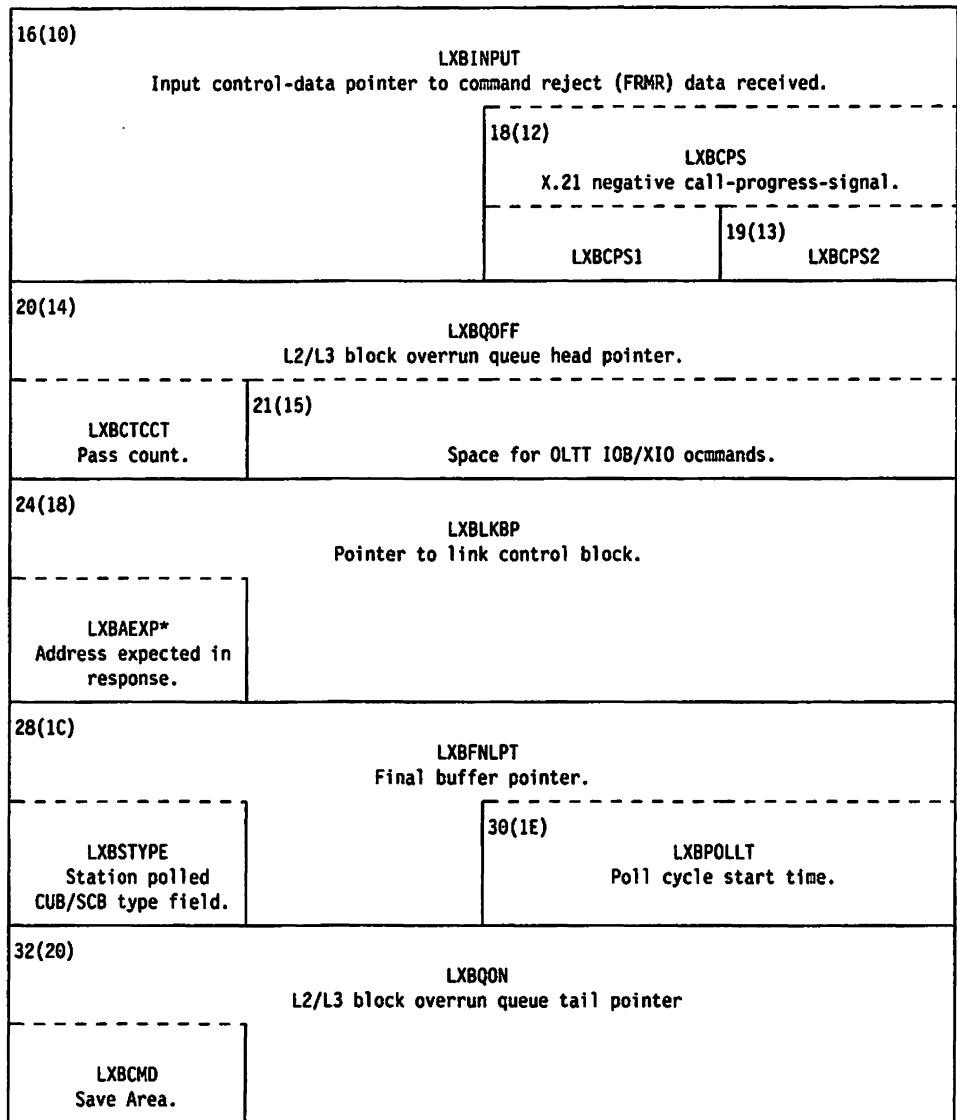 16(10)
LXBINPUT
Input control-data pointer to command reject (FRMR) data received.
18(12)
LXBCPS
X.21 negative call-progress-signal.
19(13)
LXBCPS1
LXBCPS2
20(14)
LXBQOFF
L2/L3 block overrun queue head pointer.
21(15)
LXBCTCCT
Pass count.
Space for OLTT IOB/XIO ocmmands.
24(18)
LXBLKBP
Pointer to link control block.
LXBAEXP*
Address expected in
response.
28(1C)
LXBFNLPT
Final buffer pointer.
LXBSTYPE
Station polled
CUB/SCB type field.
30(1E)
LXBPOLLT
Poll cycle start time.
32(20)
LXBQON
L2/L3 block overrun queue tail pointer
LXBCMD
Save Area.